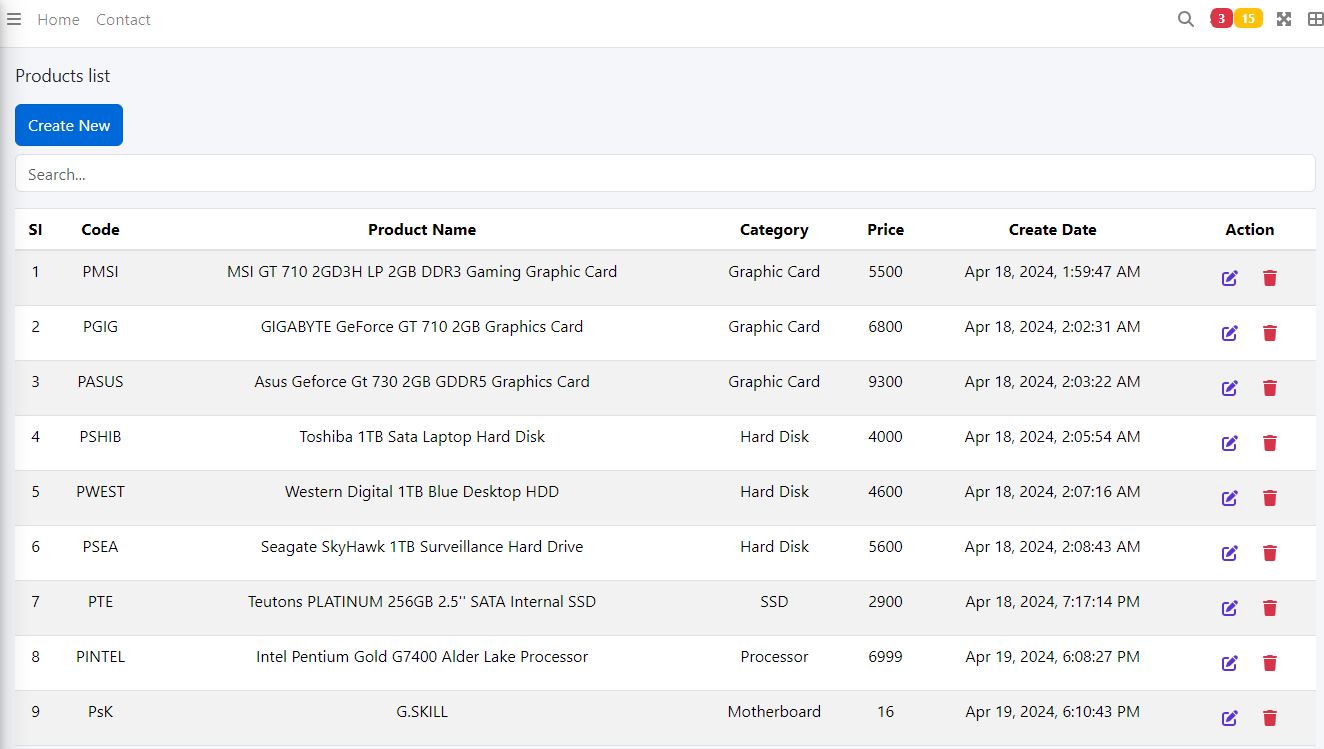 Home Contact 3 15
Products list
Create New
Search...
Sl Code Product Name Category Price Create Date Action
1 PMSI MSI GT 710 2GD3H LP 2GB DDR3 Gaming Graphic Card Graphic Card 5500 Apr 18, 2024, 1:59:47 AM
2 PGIG GIGABYTE GeForce GT 710 2GB Graphics Card Graphic Card 6800 Apr 18, 2024, 2:02:31 AM
3 PASUS Asus Geforce Gt 730 2GB GDDR5 Graphics Card Graphic Card 9300 Apr 18, 2024, 2:03:22 AM
4 PSHIB Toshiba 1TB Sata Laptop Hard Disk Hard Disk 4000 Apr 18, 2024, 2:05:54 AM
5 PWEST Western Digital 1TB Blue Desktop HDD Hard Disk 4600 Apr 18, 2024, 2:07:16 AM
6 PSEA Seagate SkyHawk 1TB Surveillance Hard Drive Hard Disk 5600 Apr 18, 2024, 2:08:43 AM
7 PTE Teutons PLATINUM 256GB 2.5'' SATA Internal SSD SSD 2900 Apr 18, 2024, 7:17:14 PM
8 PINTEL Intel Pentium Gold G7400 Alder Lake Processor Processor 6999 Apr 19, 2024, 6:08:27 PM
9 PsK G.SKILL Motherboard 16 Apr 19, 2024, 6:10:43 PM